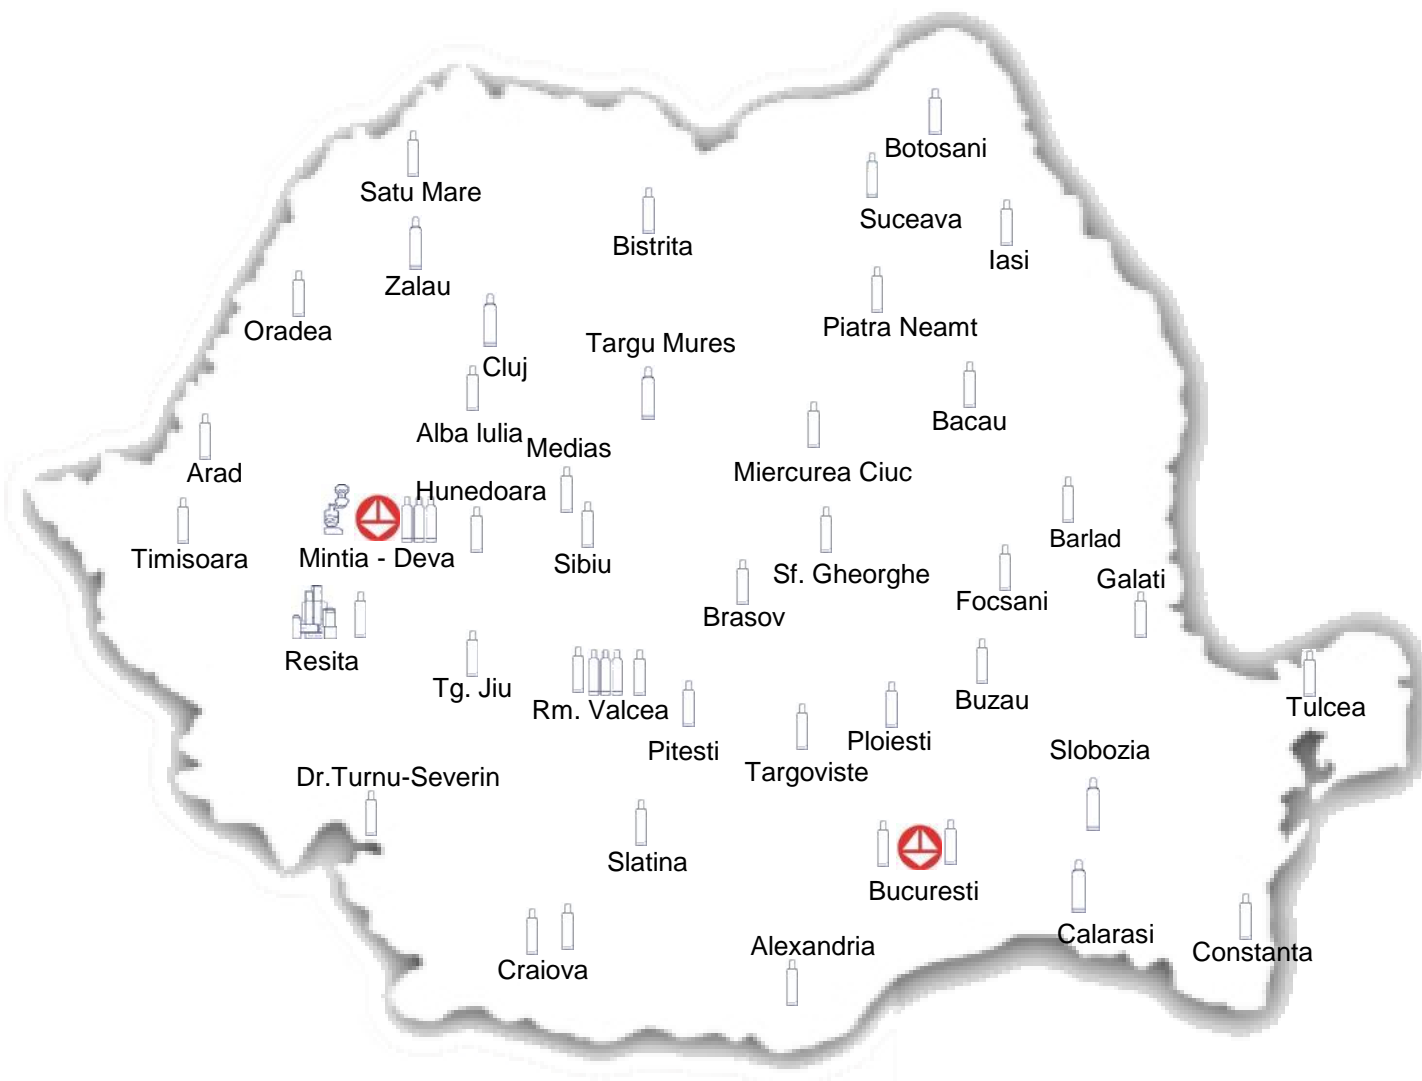 Botosani
Satu Mare
Suceava
Bistrita
Iasi
Zalau
Oradea
Piatra Neamt
Targu Mures
Cluj
Bacau
Alba Iulia
Medias
Arad
Miercurea Ciuc
Hunedoara
Barlad
Timisoara
Mintia - Deva
Sibiu
Sf. Gheorghe
Galati
Focsani
Brasov
Resita
Tg. Jiu
Buzau
Tulcea
Rm. Valcea
Ploiesti
Pitesti
Slobozia
Targoviste
Dr.Turnu-Severin
Slatina
Bucuresti
Calarasi
Alexandria
Constanta
Craiova